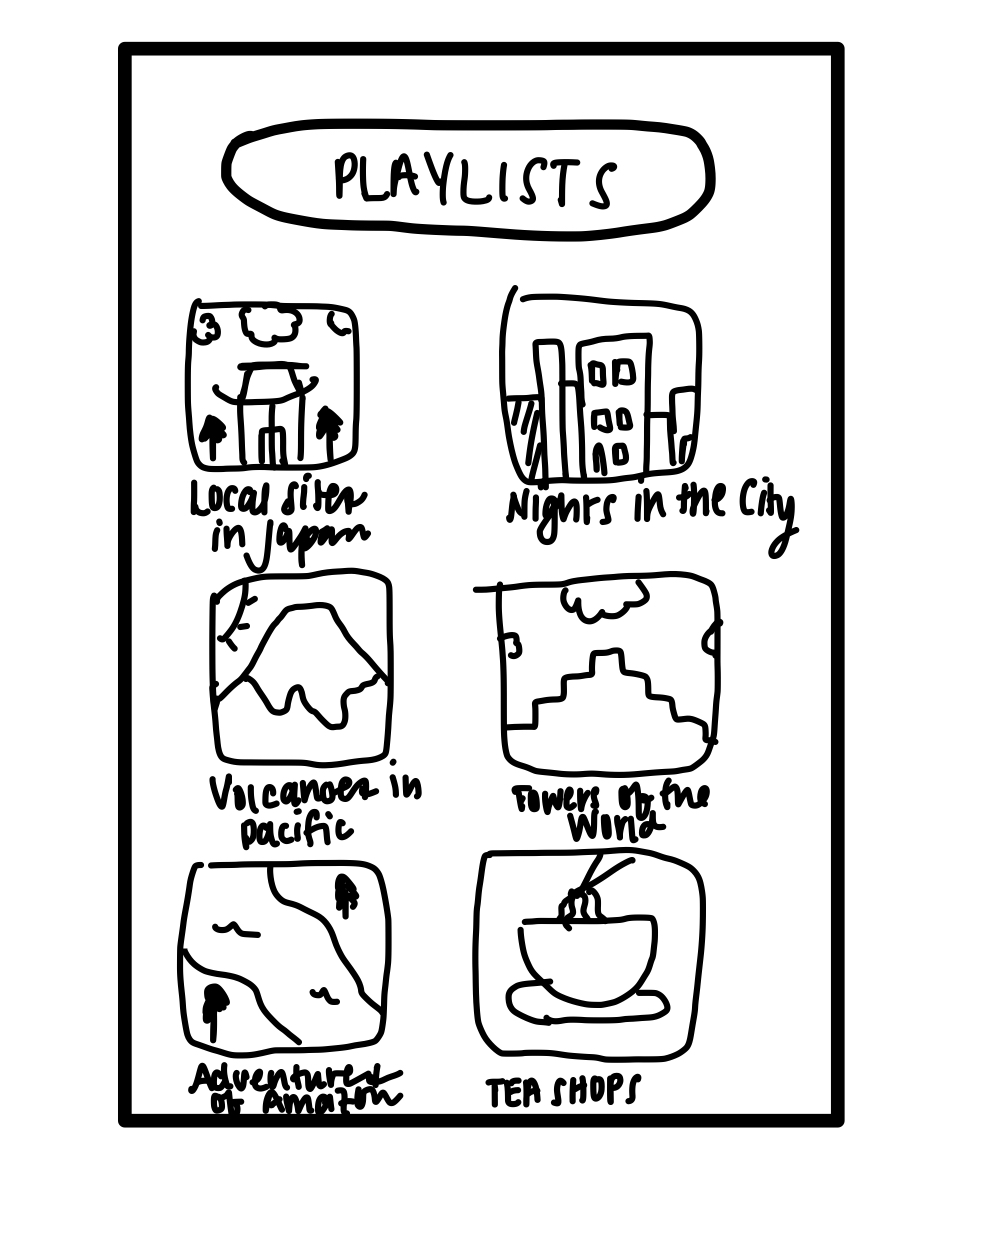 PLAYLISTS
Local sites
in Japan
Nights in the City
Volcanoes in
pacific
Towers of the
World
Adventures
of Amazon
TEA SHOPS